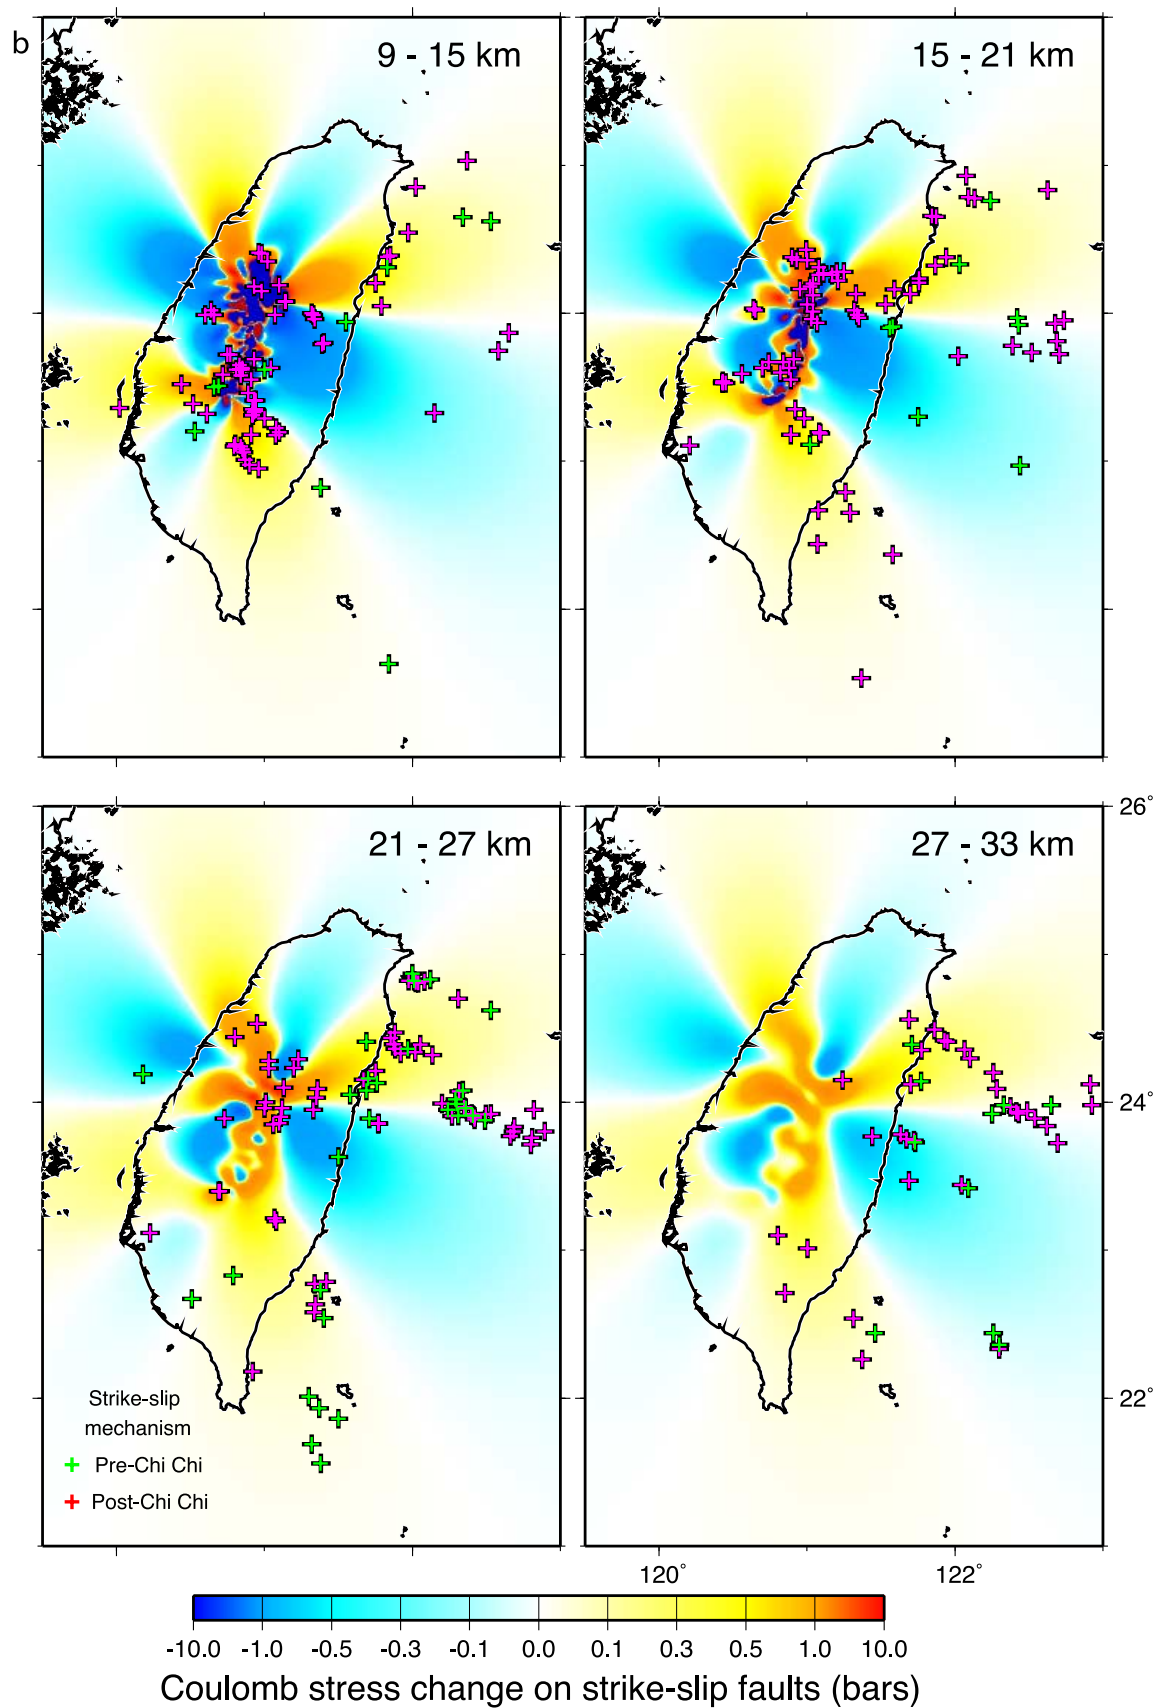 b
9 - 15 km
15 - 21 km
21 - 27 km
27 - 33 km
26°
24°
22°
Strike-slip
mechanism
Pre-Chi Chi
Post-Chi Chi
120°
122°
-10.0 -1.0 -0.5 -0.3 -0.1 0.0 0.1 0.3 0.5 1.0 10.0
Coulomb stress change on strike-slip faults (bars)